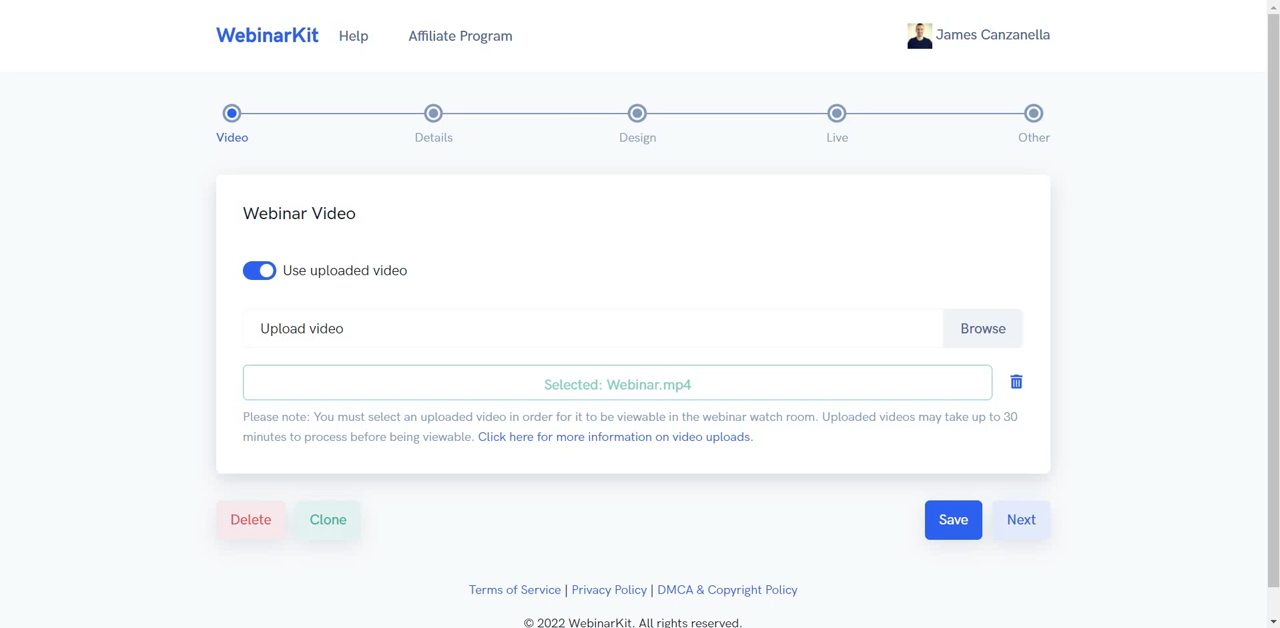 WebinarKit Help Affiliate Program James Canzanella
Video Details Design Live Other
Webinar Video
Use uploaded video
Upload video Browse
Selected: Webinar.mp4
Please note: You must select an uploaded video in order for it to be viewable in the webinar watch room. Uploaded videos may take up to 30
minutes to process before being viewable. Click here for more information on video uploads.
Delete Clone Save Next
Terms of Service | Privacy Policy | DMCA & Copyright Policy
© 2022 WebinarKit. All rights reserved.